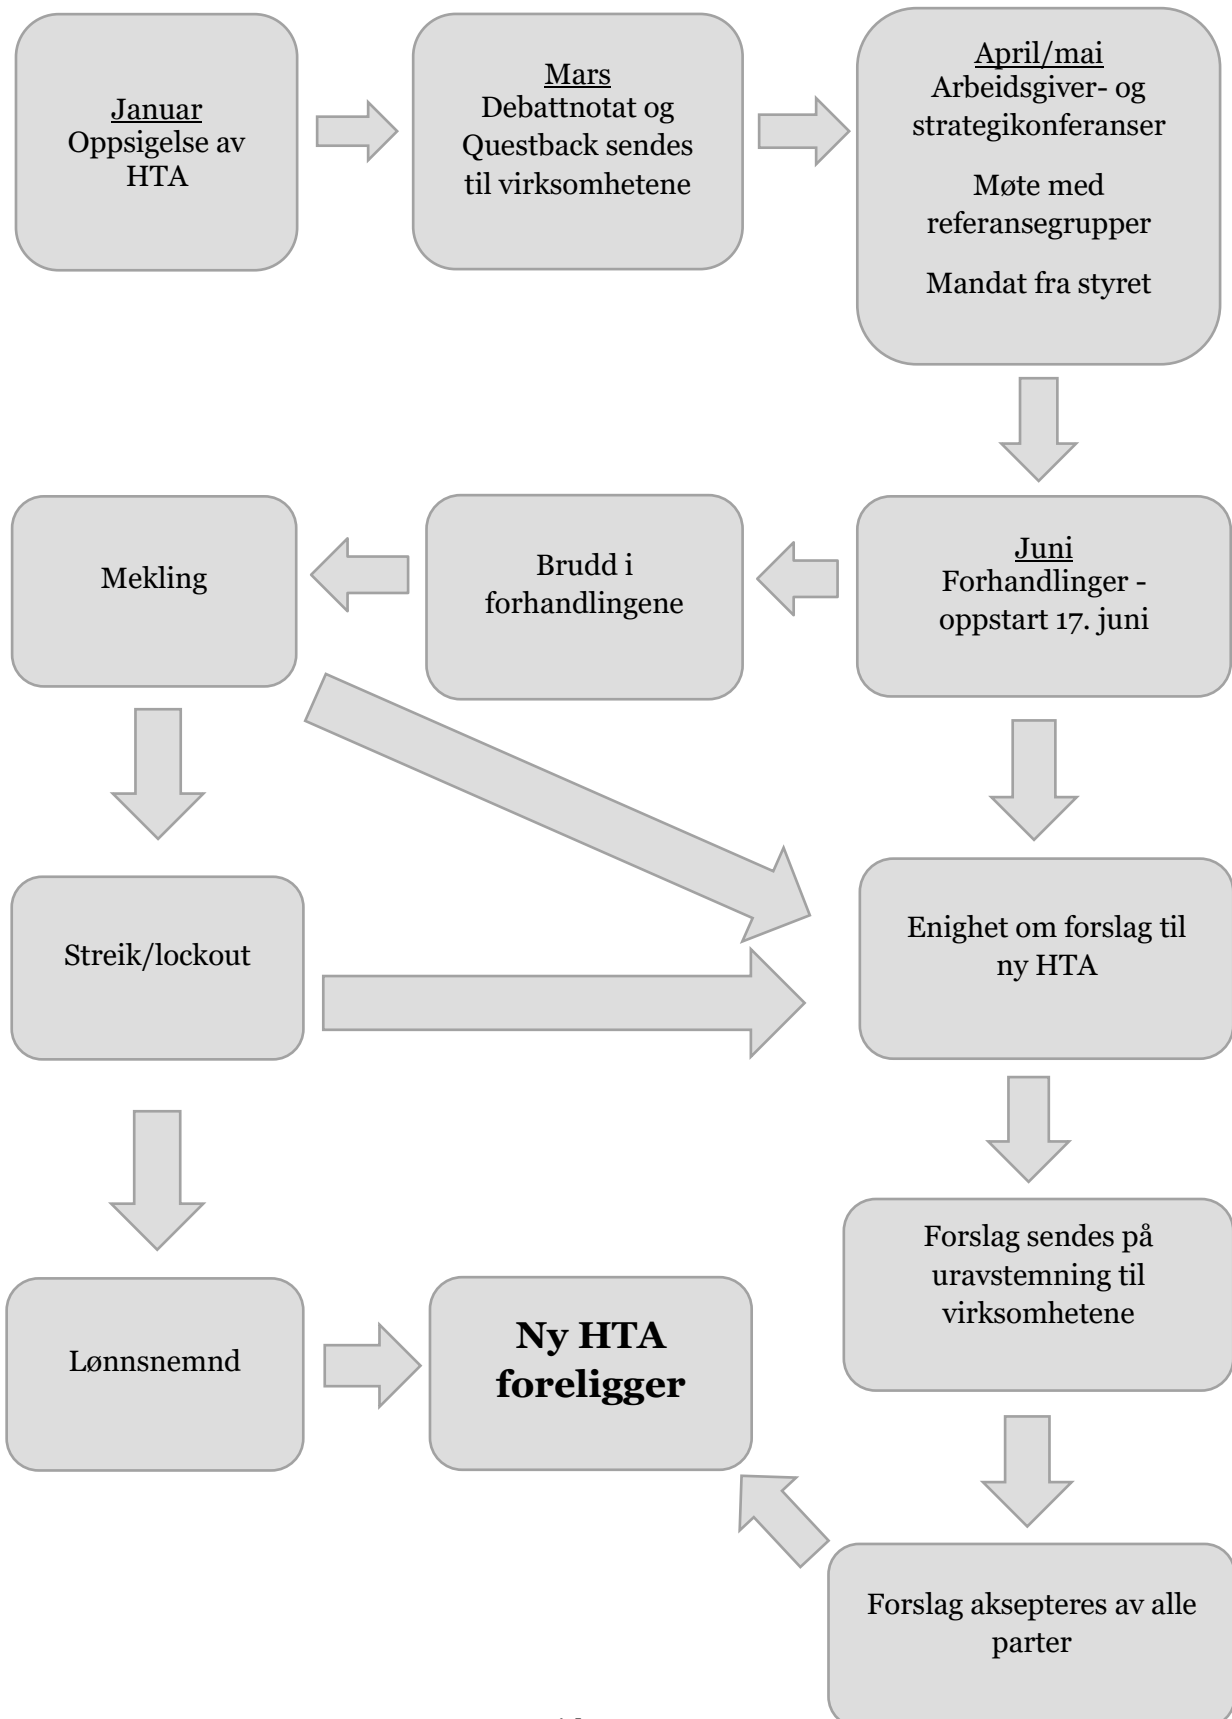 Januar
Oppsigelse av
HTA
Mars
Debattnotat og
Questback sendes
til virksomhetene
April/mai
Arbeidsgiver- og
strategikonferanser
Møte med
referansegrupper
Mandat fra styret
Mekling
Brudd i
forhandlingene
Juni
Forhandlinger -
oppstart 17. juni
Streik/lockout
Enighet om forslag til
ny HTA
Forslag sendes på
uravstemning til
virksomhetene
Lønnsnemnd
Ny HTA
foreligger
Forslag aksepteres av alle
parter